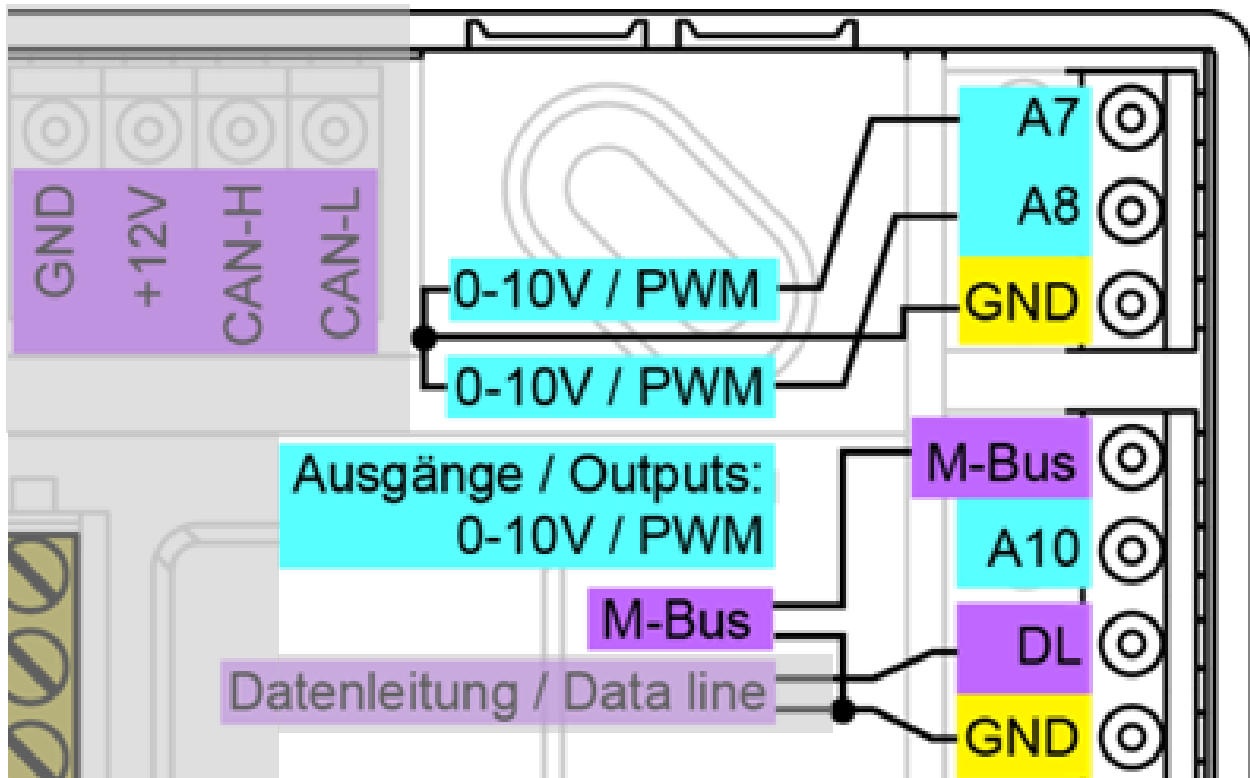 GND
+12V
CAN-H
CAN-L
A7
A8
0-10V / PWM
GND
0-10V / PWM
Ausgänge / Outputs:
0-10V / PWM
M-Bus
A10
M-Bus
DL
Datenleitung / Data line
GND